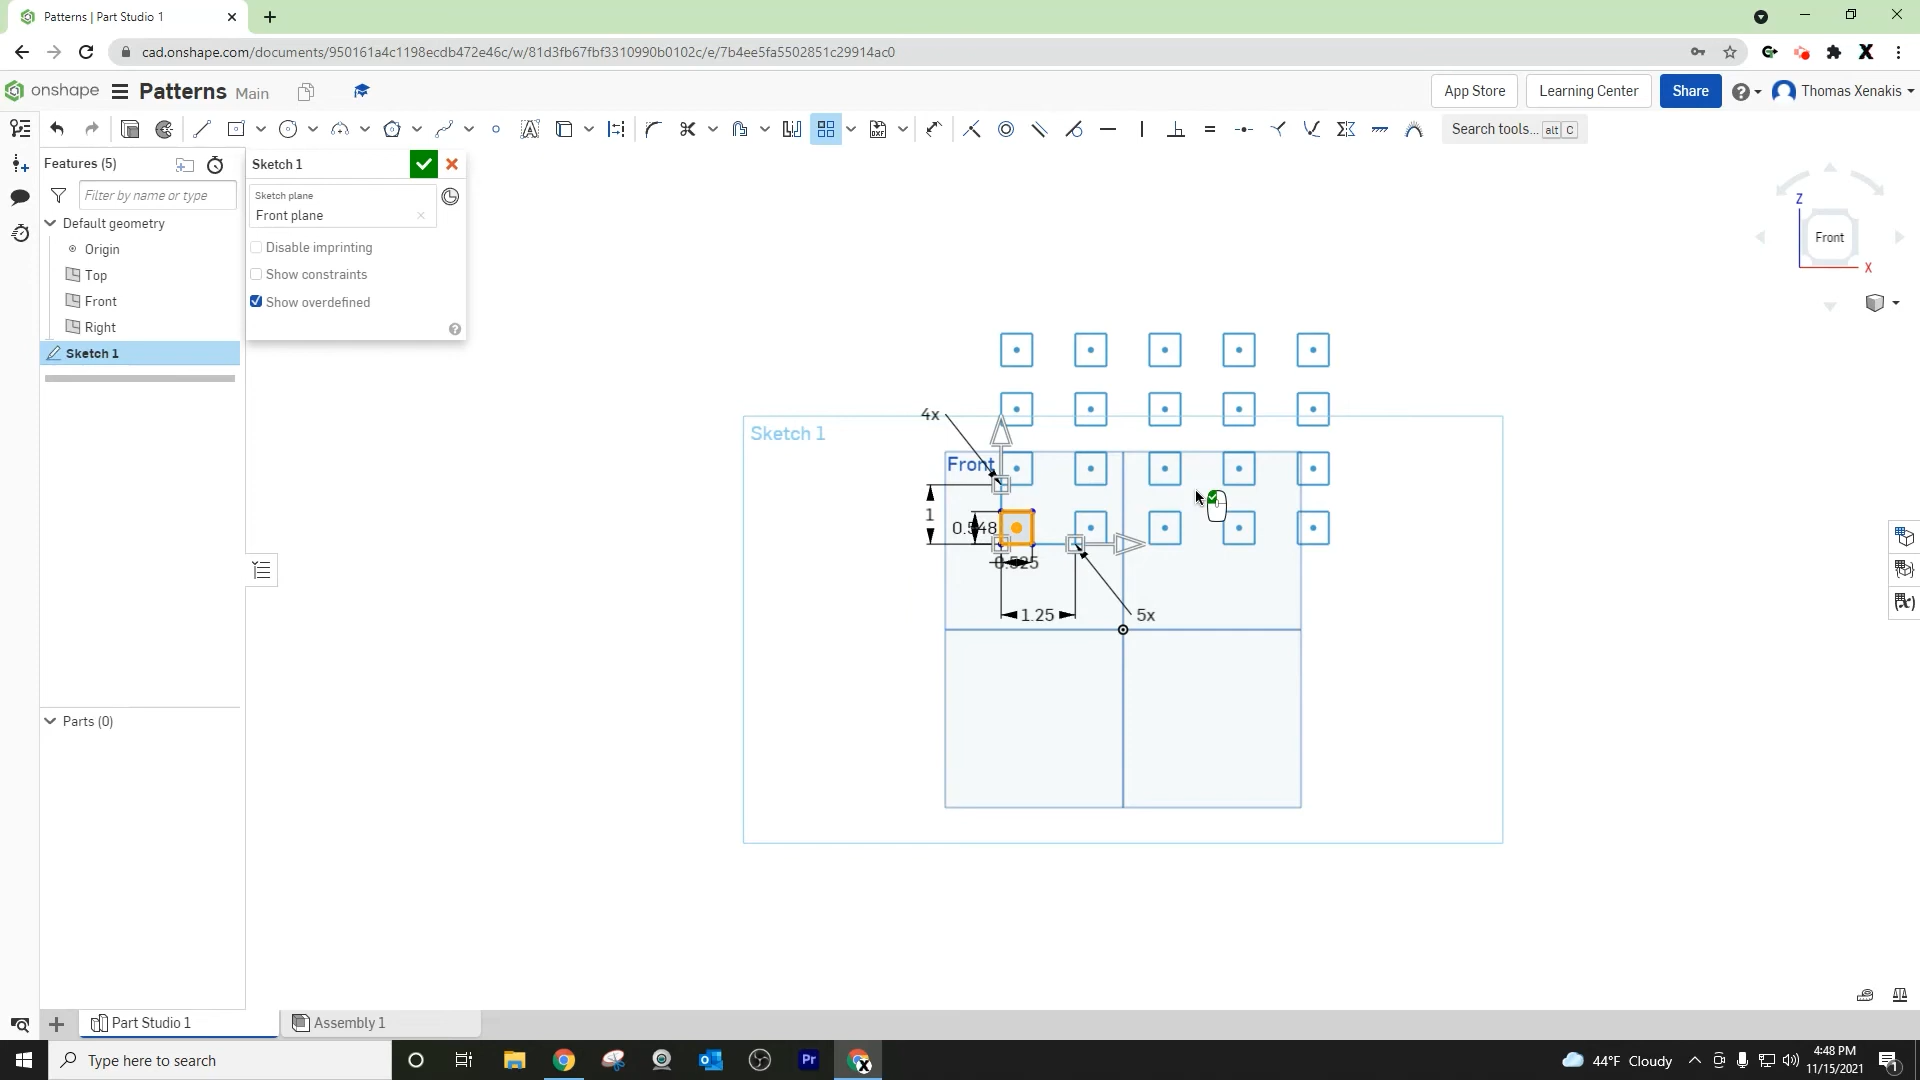 Patterns | Part Studio 1
cad.onshape.com/documents/950161a4c1198ecdb472e46c/w/81d3fb67fbf3310990b0102c/e/7b4ee5fa5502851c29914ac0
onshape
Patterns Main
App Store
Learning Center
Share
Thomas Xenakis
Search tools... alt C
Features (5)
Filter by name or type
Default geometry
Origin
Top
Front
Right
Sketch 1
Parts (0)
Sketch 1
Sketch plane
Front plane
Disable imprinting
Show constraints
Show overdefined
Z
Front
X
4x
Sketch 1
Front
1
0.548
0.525
1.25
5x
Part Studio 1
Assembly 1
Type here to search
Pr
X
44°F Cloudy
4:48 PM
11/15/2021
1